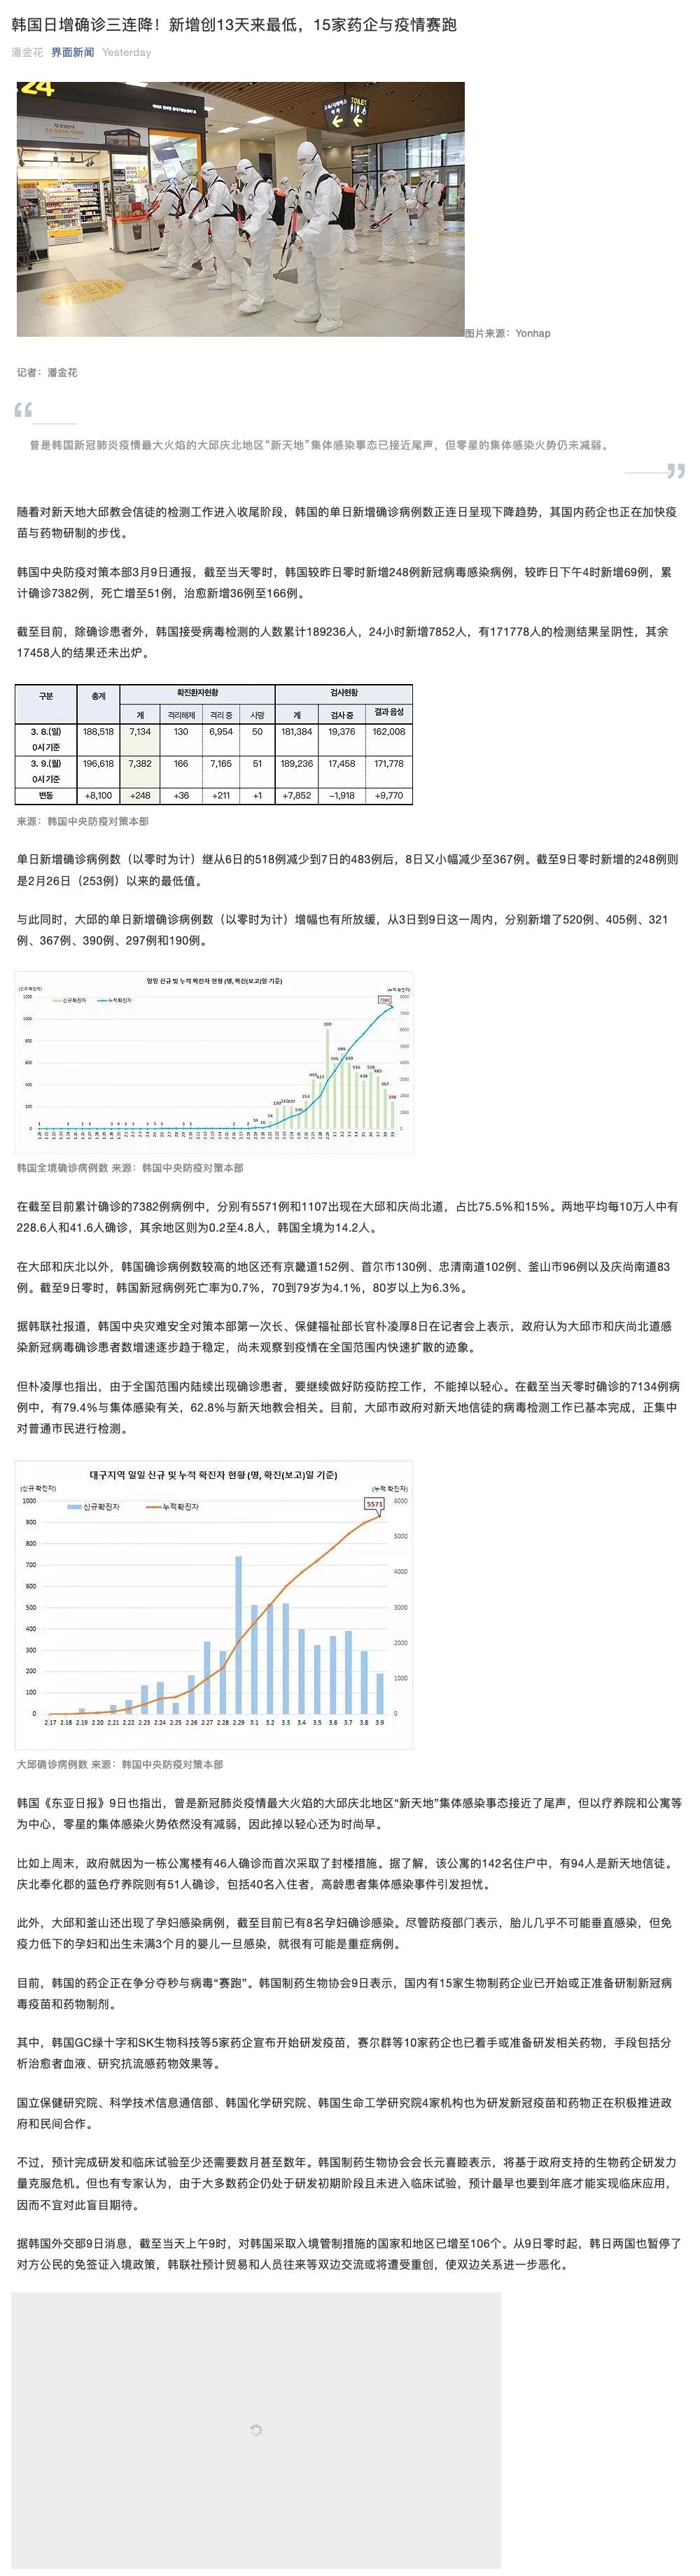 韩国日增确诊三连降！新增创13天来最低，15家药企与疫情赛跑
潘金花 界面新闻 Yesterday
24
TOILET
图片来源：Yonhap
记者：潘金花
“
曾是韩国新冠肺炎疫情最大火焰的大邱庆北地区“新天地”集体感染事态已接近尾声，但零星的集体感染火势仍未减弱。
”
随着对新天地大邱教会信徒的检测工作进入收尾阶段，韩国的单日新增确诊病例数正连日呈现下降趋势，其国内药企也正在加快疫
苗与药物研制的步伐。
韩国中央防疫对策本部3月9日通报，截至当天零时，韩国较昨日零时新增248例新冠病毒感染病例，较昨日下午4时新增69例，累
计确诊7382例，死亡增至51例，治愈新增36例至166例。
截至目前，除确诊患者外，韩国接受病毒检测的人数累计189236人，24小时新增7852人，有171778人的检测结果呈阴性，其余
17458人的结果还未出炉。
구분 총계 확진환자현황 검사현황
계 격리해제 격리 중 사망 계 검사 중 결과 음성
3. 8.(일) 188,518 7,134 130 6,954 50 181,384 19,376 162,008
0시 기준
3. 9.(월) 196,618 7,382 166 7,165 51 189,236 17,458 171,778
0시 기준
변동 +8,100 +248 +36 +211 +1 +7,852 –1,918 +9,770
来源：韩国中央防疫对策本部
单日新增确诊病例数（以零时为计）继从6日的518例减少到7日的483例后，8日又小幅减少至367例。截至9日零时新增的248例则
是2月26日（253例）以来的最低值。
与此同时，大邱的单日新增确诊病例数（以零时为计）增幅也有所放缓，从3日到9日这一周内，分别新增了520例、405例、321
例、367例、390例、297例和190例。
일일 신규 및 누적 확진자 현황 (명, 확진(보고)일 기준)
신규확진자 누적확진자
7382
韩国全境确诊病例数 来源：韩国中央防疫对策本部
在截至目前累计确诊的7382例病例中，分别有5571例和1107出现在大邱和庆尚北道，占比75.5%和15%。两地平均每10万人中有
228.6人和41.6人确诊，其余地区则为0.2至4.8人，韩国全境为14.2人。
在大邱和庆北以外，韩国确诊病例数较高的地区还有京畿道152例、首尔市130例、忠清南道102例、釜山市96例以及庆尚南道83
例。截至9日零时，韩国新冠病例死亡率为0.7%，70到79岁为4.1%，80岁以上为6.3%。
据韩联社报道，韩国中央灾难安全对策本部第一次长、保健福祉部长官朴凌厚8日在记者会上表示，政府认为大邱市和庆尚北道感
染新冠病毒确诊患者数增速逐步趋于稳定，尚未观察到疫情在全国范围内快速扩散的迹象。
但朴凌厚也指出，由于全国范围内陆续出现确诊患者，要继续做好防疫防控工作，不能掉以轻心。在截至当天零时确诊的7134例病
例中，有79.4%与集体感染有关，62.8%与新天地教会相关。目前，大邱市政府对新天地信徒的病毒检测工作已基本完成，正集中
对普通市民进行检测。
대구지역 일일 신규 및 누적 확진자 현황 (명, 확진(보고)일 기준)
(신규 확진자) (누적 확진자)
신규확진자 누적확진자
5571
1000 6000
900 5000
800
700 4000
600
500 3000
400
300 2000
200 1000
100
0 0
2.17 2.18 2.19 2.20 2.21 2.22 2.23 2.24 2.25 2.26 2.27 2.28 2.29 3.1 3.2 3.3 3.4 3.5 3.6 3.7 3.8 3.9
大邱确诊病例数 来源：韩国中央防疫对策本部
韩国《东亚日报》9日也指出，曾是新冠肺炎疫情最大火焰的大邱庆北地区“新天地”集体感染事态接近了尾声，但以疗养院和公寓等
为中心，零星的集体感染火势依然没有减弱，因此掉以轻心还为时尚早。
比如上周末，政府就因为一栋公寓楼有46人确诊而首次采取了封楼措施。据了解，该公寓的142名住户中，有94人是新天地信徒。
庆北奉化郡的蓝色疗养院则有51人确诊，包括40名入住者，高龄患者集体感染事件引发担忧。
此外，大邱和釜山还出现了孕妇感染病例，截至目前已有8名孕妇确诊感染。尽管防疫部门表示，胎儿几乎不可能垂直感染，但免
疫力低下的孕妇和出生未满3个月的婴儿一旦感染，就很有可能是重症病例。
目前，韩国的药企正在争分夺秒与病毒“赛跑”。韩国制药生物协会9日表示，国内有15家生物制药企业已开始或正准备研制新冠病
毒疫苗和药物制剂。
其中，韩国GC绿十字和SK生物科技等5家药企宣布开始研发疫苗，赛尔群等10家药企也已着手或准备研发相关药物，手段包括分
析治愈者血液、研究抗流感药物效果等。
国立保健研究院、科学技术信息通信部、韩国化学研究院、韩国生命工学研究院4家机构也为研发新冠疫苗和药物正在积极推进政
府和民间合作。
不过，预计完成研发和临床试验至少还需要数月甚至数年。韩国制药生物协会会长元喜睦表示，将基于政府支持的生物药企研发力
量克服危机。但也有专家认为，由于大多数药企仍处于研发初期阶段且未进入临床试验，预计最早也要到年底才能实现临床应用，
因而不宜对此盲目期待。
据韩国外交部9日消息，截至当天上午9时，对韩国采取入境管制措施的国家和地区已增至106个。从9日零时起，韩日两国也暂停了
对方公民的免签证入境政策，韩联社预计贸易和人员往来等双边交流或将遭受重创，使双边关系进一步恶化。